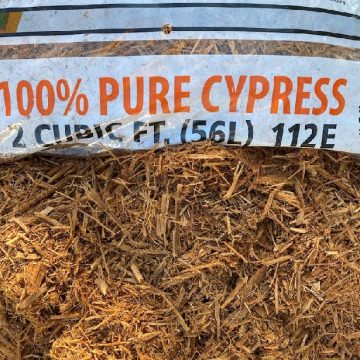 100% PURE CYPRESS
2 CUBIC FT. (56L) 112E